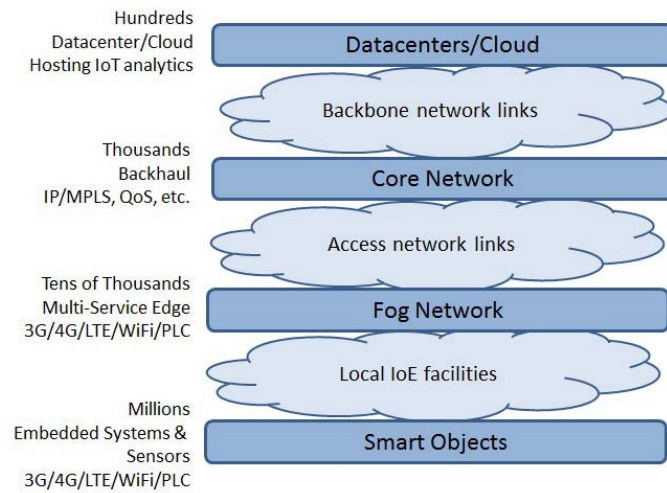 Hundreds
Datacenter/Cloud
Hosting IoT analytics
Datacenters/Cloud
Backbone network links
Thousands
Backhaul
IP/MPLS, QoS, etc.
Core Network
Access network links
Tens of Thousands
Multi-Service Edge
3G/4G/LTE/WiFi/PLC
Fog Network
Local IoE facilities
Millions
Embedded Systems &
Sensors
3G/4G/LTE/WiFi/PLC
Smart Objects